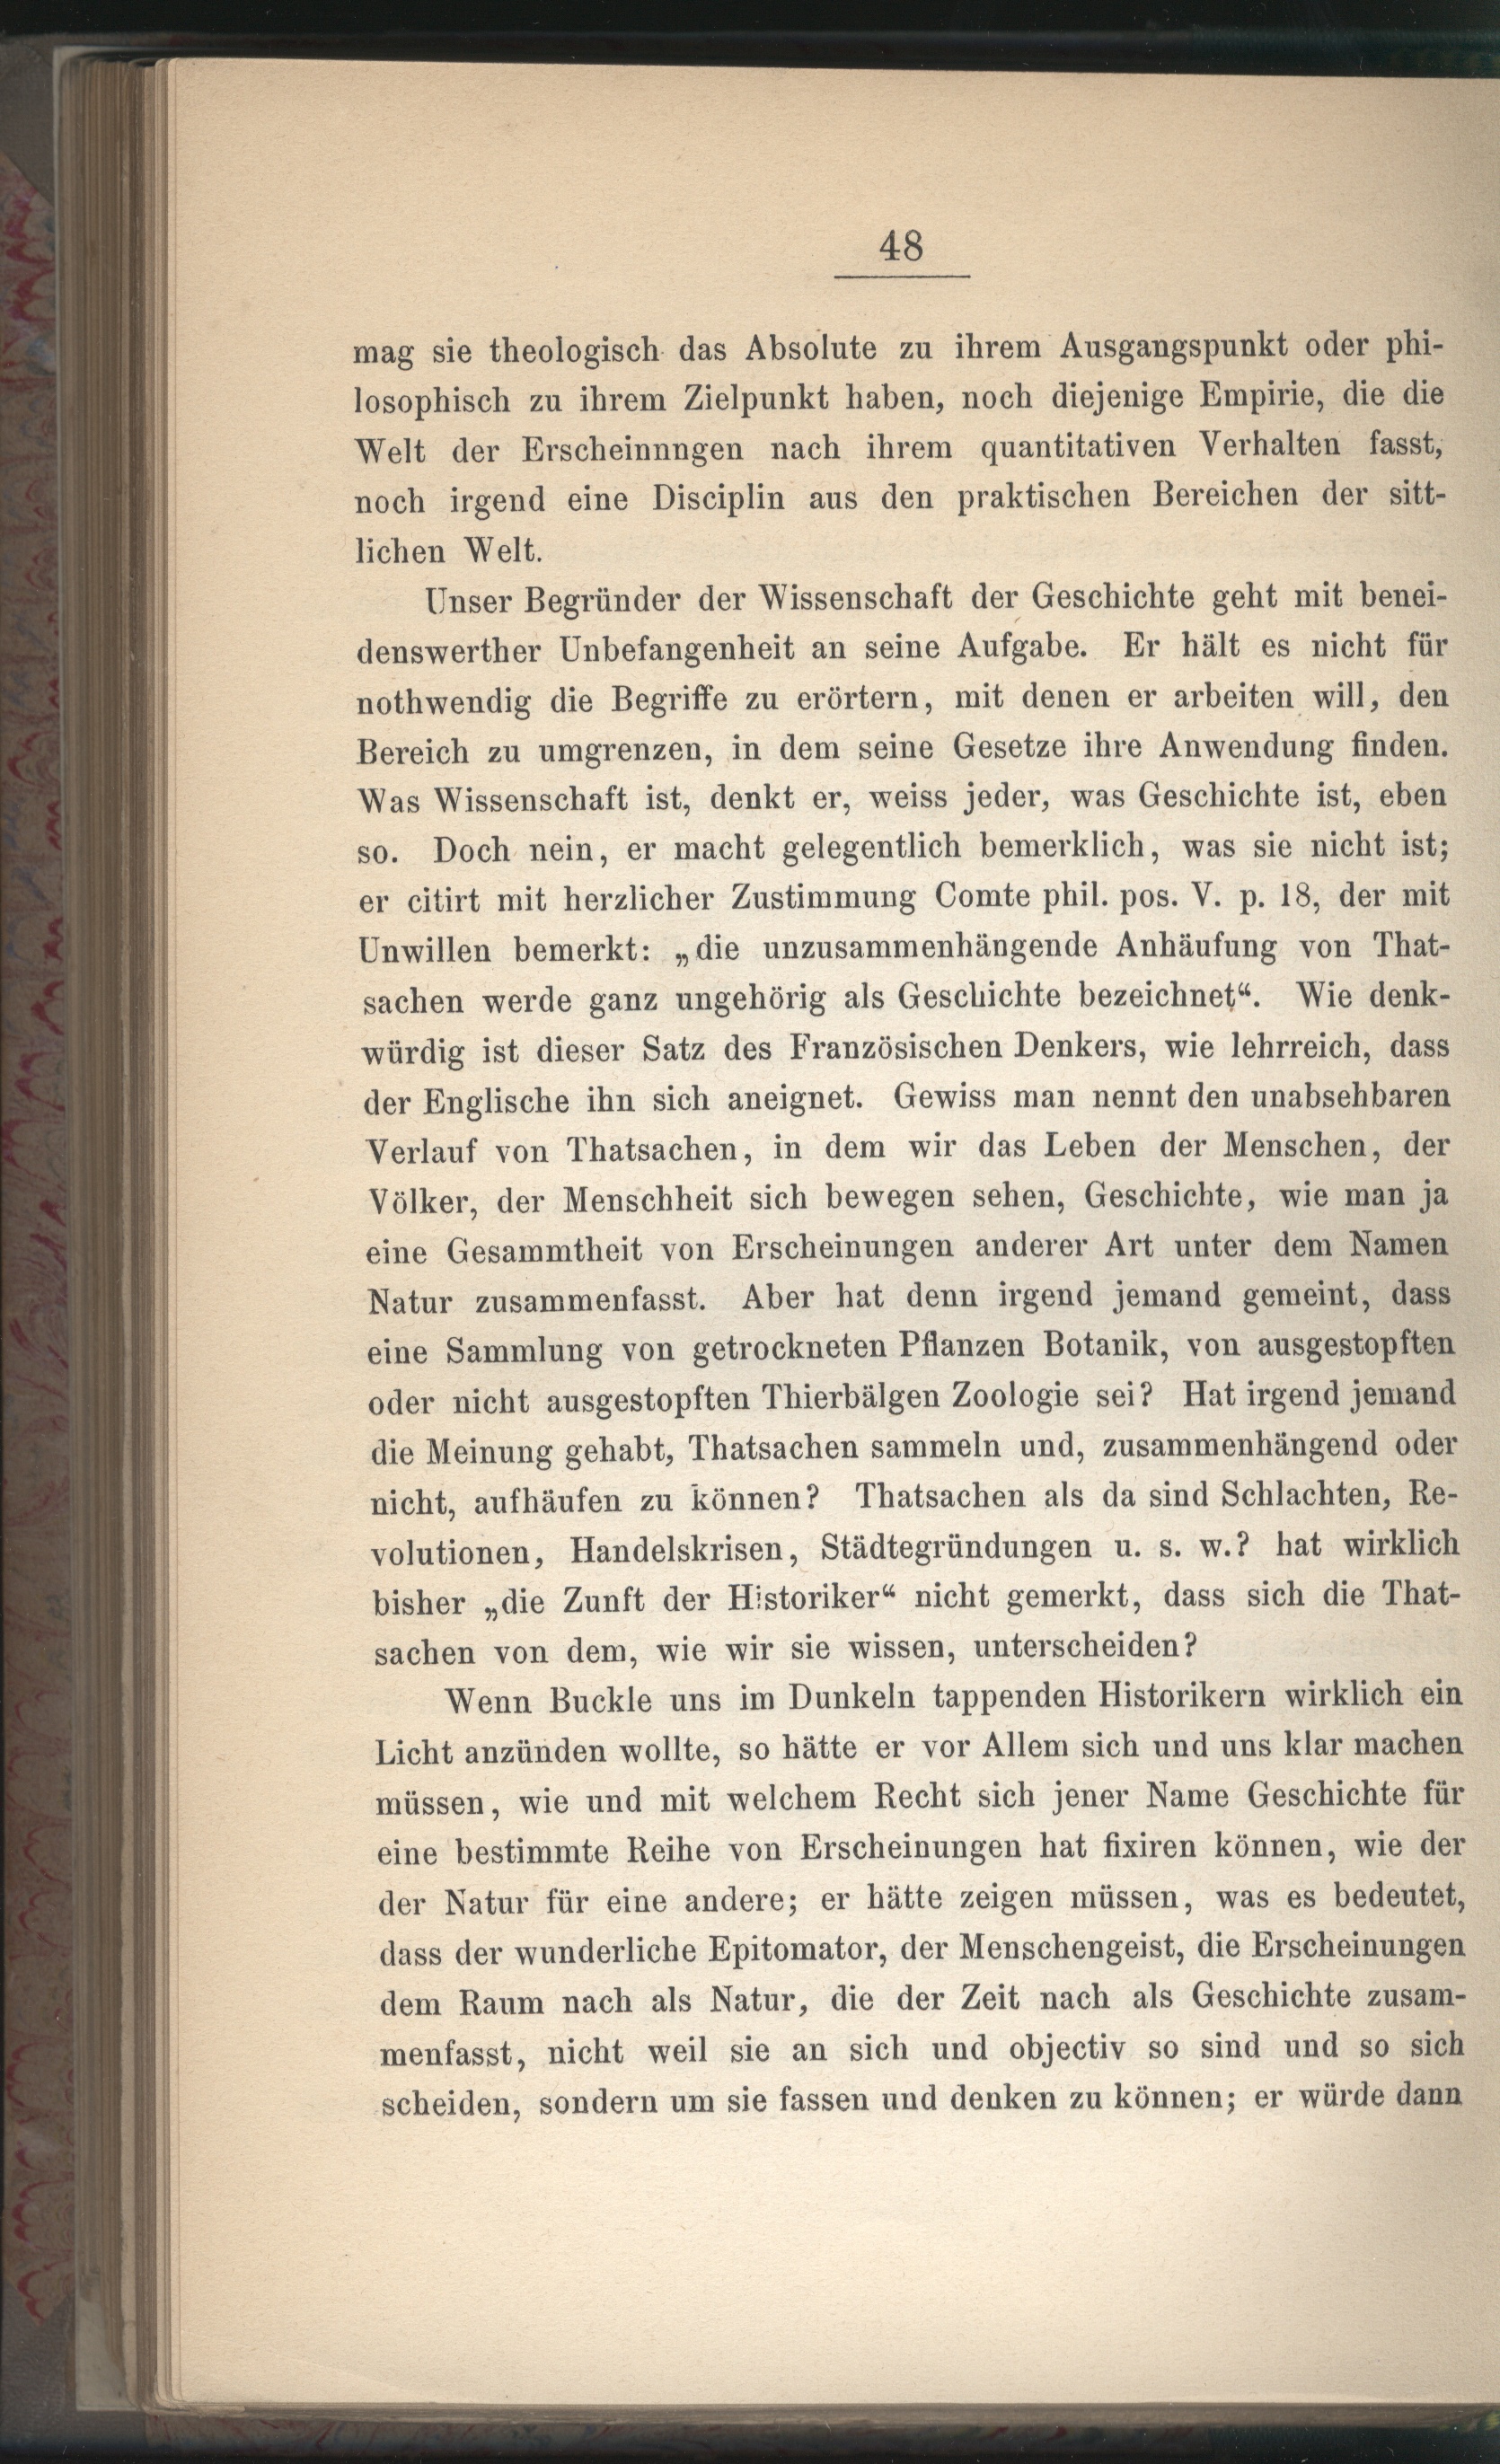 48
mag sie theologisch das Absolute zu ihrem Ausgangspunkt oder phi-
losophisch zu ihrem Zielpunkt haben, noch diejenige Empirie, die die
Welt der Erscheinnngen nach ihrem quantitativen Verhalten fasst,
noch irgend eine Disciplin aus den praktischen Bereichen der sitt-
lichen Welt.
Unser Begründer der Wissenschaft der Geschichte geht mit benei-
denswerther Unbefangenheit an seine Aufgabe. Er hält es nicht für
nothwendig die Begriffe zu erörtern, mit denen er arbeiten will, den
Bereich zu umgrenzen, in dem seine Gesetze ihre Anwendung finden.
Was Wissenschaft ist, denkt er, weiss jeder, was Geschichte ist, eben
so. Doch nein, er macht gelegentlich bemerklich, was sie nicht ist;
er citirt mit herzlicher Zustimmung Comte phil. pos. V. p. 18, der mit
Unwillen bemerkt: „die unzusammenhängende Anhäufung von That-
sachen werde ganz ungehörig als Geschichte bezeichnet“. Wie denk-
würdig ist dieser Satz des Französischen Denkers, wie lehrreich, dass
der Englische ihn sich aneignet. Gewiss man nennt den unabsehbaren
Verlauf von Thatsachen, in dem wir das Leben der Menschen, der
Völker, der Menschheit sich bewegen sehen, Geschichte, wie man ja
eine Gesammtheit von Erscheinungen anderer Art unter dem Namen
Natur zusammenfasst. Aber hat denn irgend jemand gemeint, dass
eine Sammlung von getrockneten Pflanzen Botanik, von ausgestopften
oder nicht ausgestopften Thierbälgen Zoologie sei? Hat irgend jemand
die Meinung gehabt, Thatsachen sammeln und, zusammenhängend oder
nicht, aufhäufen zu können? Thatsachen als da sind Schlachten, Re-
volutionen, Handelskrisen, Städtegründungen u. s. w.? hat wirklich
bisher „die Zunft der Historiker“ nicht gemerkt, dass sich die That-
sachen von dem, wie wir sie wissen, unterscheiden?
Wenn Buckle uns im Dunkeln tappenden Historikern wirklich ein
Licht anzünden wollte, so hätte er vor Allem sich und uns klar machen
müssen, wie und mit welchem Recht sich jener Name Geschichte für
eine bestimmte Reihe von Erscheinungen hat fixiren können, wie der
der Natur für eine andere; er hätte zeigen müssen, was es bedeutet,
dass der wunderliche Epitomator, der Menschengeist, die Erscheinungen
dem Raum nach als Natur, die der Zeit nach als Geschichte zusam-
menfasst, nicht weil sie an sich und objectiv so sind und so sich
scheiden, sondern um sie fassen und denken zu können; er würde dann